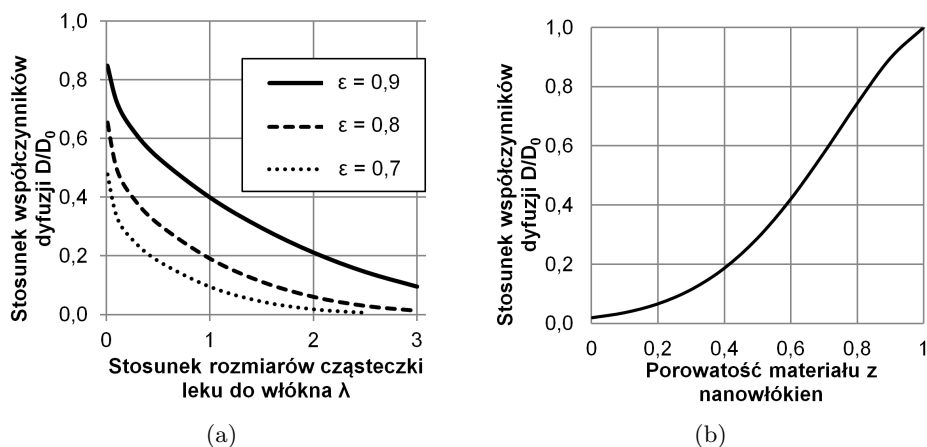 Stosunek współczynników
dyfuzji D/D₀
1,0
0,8
0,6
0,4
0,2
0,0
0
1
2
3
ε = 0,9
ε = 0,8
ε = 0,7
Stosunek rozmiarów cząsteczki
leku do włókna λ
(a)
Stosunek współczynników
dyfuzji D/D₀
1,0
0,8
0,6
0,4
0,2
0,0
0
0,2
0,4
0,6
0,8
1
Porowatość materiału z
nanowłókien
(b)